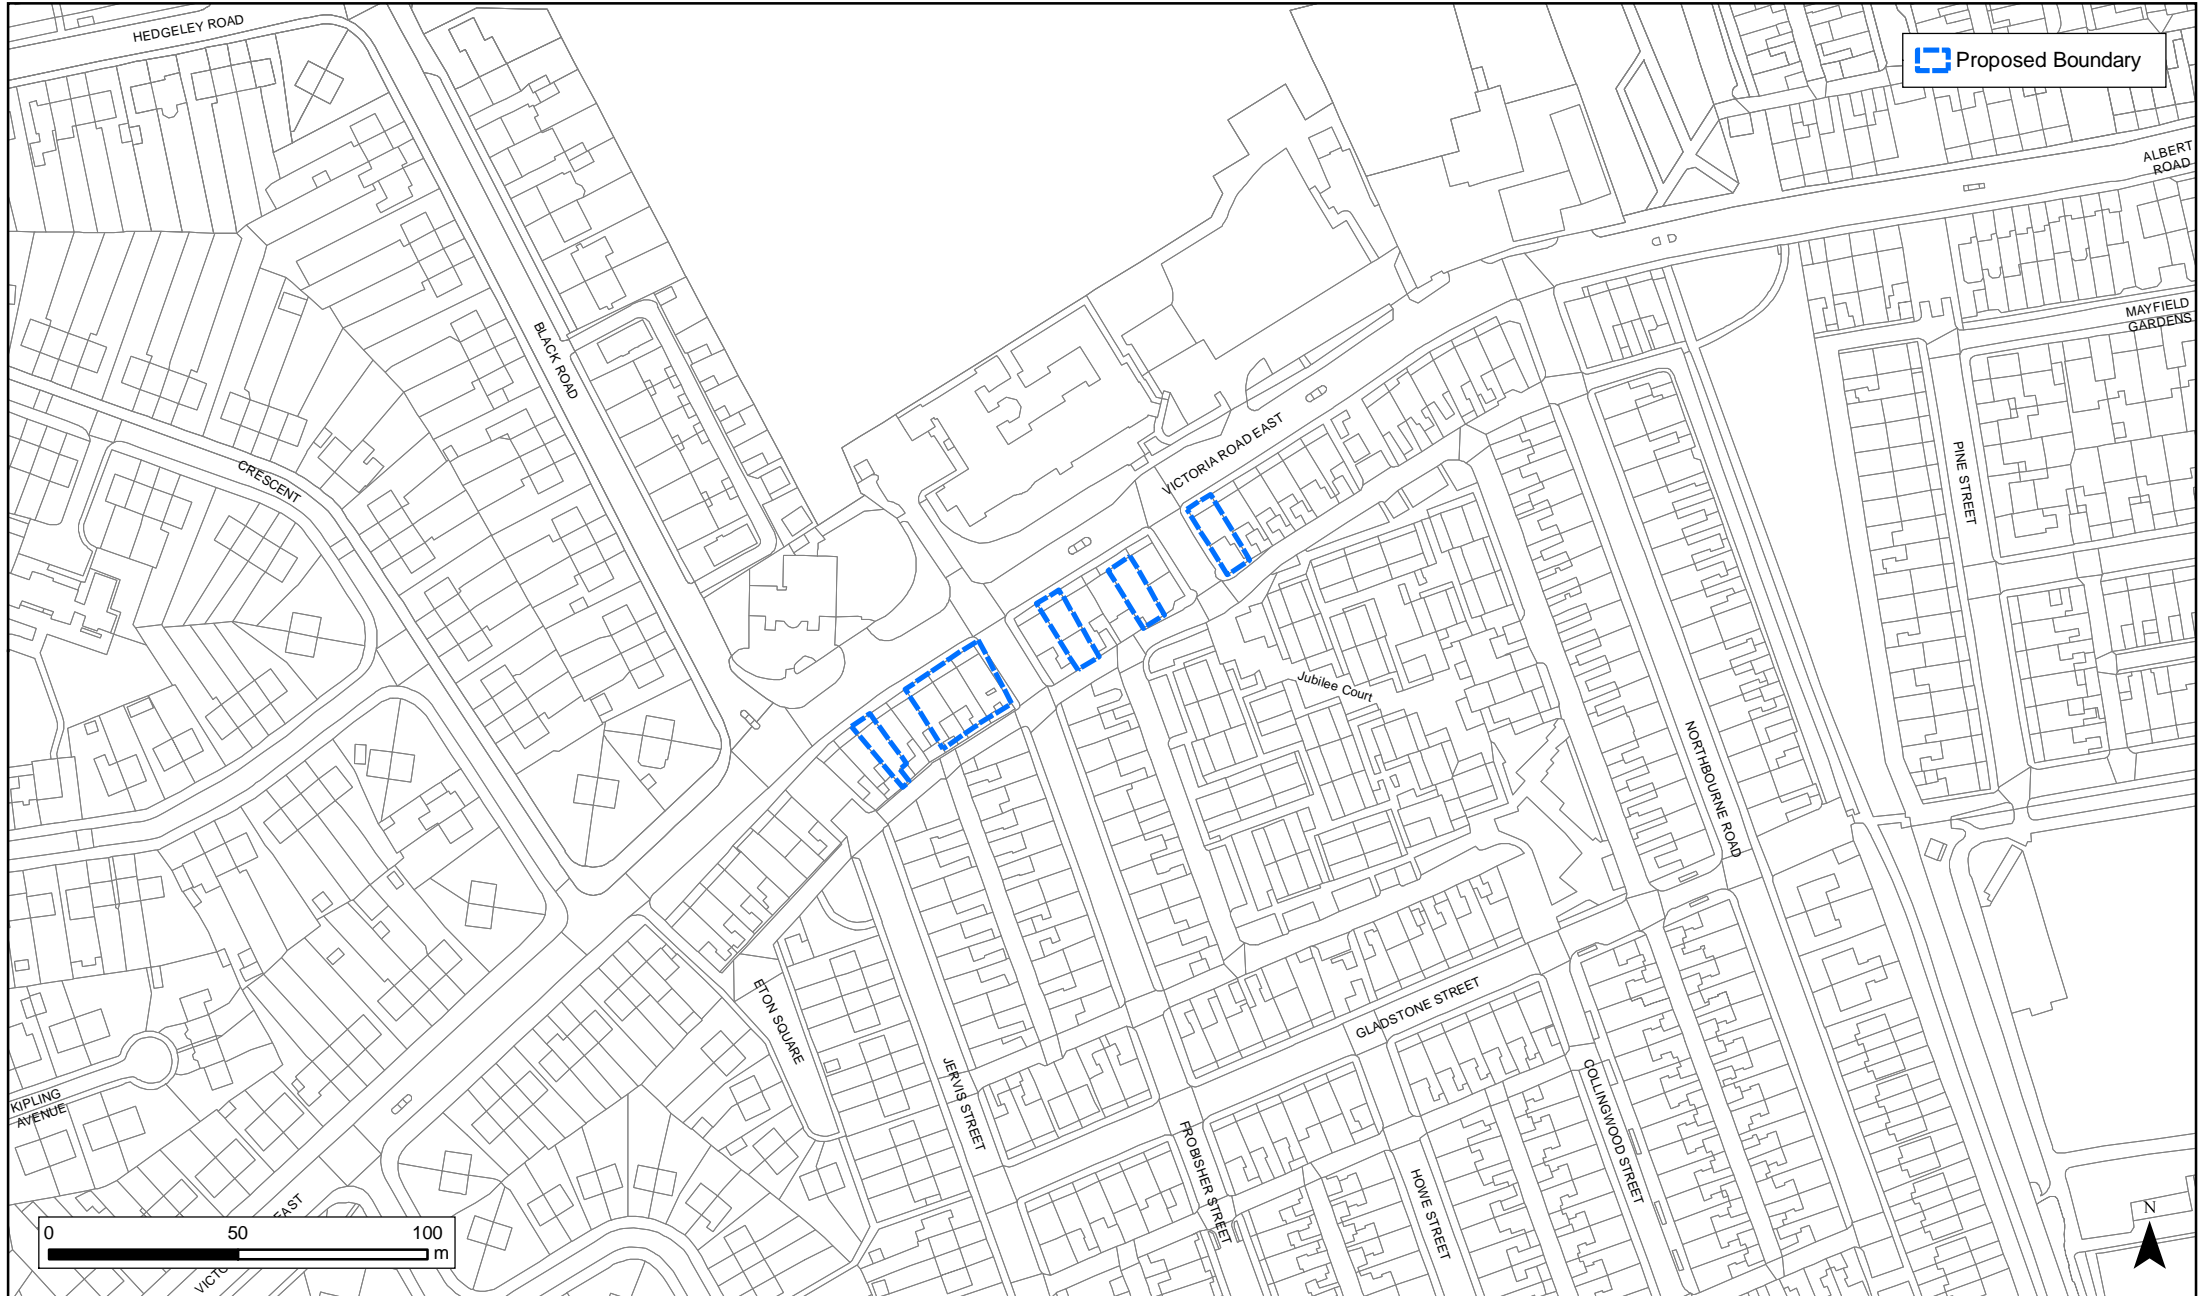 HEDGELEY ROAD
Proposed Boundary
ALBERT
ROAD
MAYFIELD
GARDENS
BLACK ROAD
CRESCENT
VICTORIA ROAD EAST
PINE STREET
Jubilee Court
NORTHBOURNE ROAD
ETON SQUARE
GLADSTONE STREET
JERVIS STREET
COLLINGWOOD STREET
KIPLING
AVENUE
FROBISHER STREET
HOWE STREET
EAST
VICTO
N
0 50 100
m